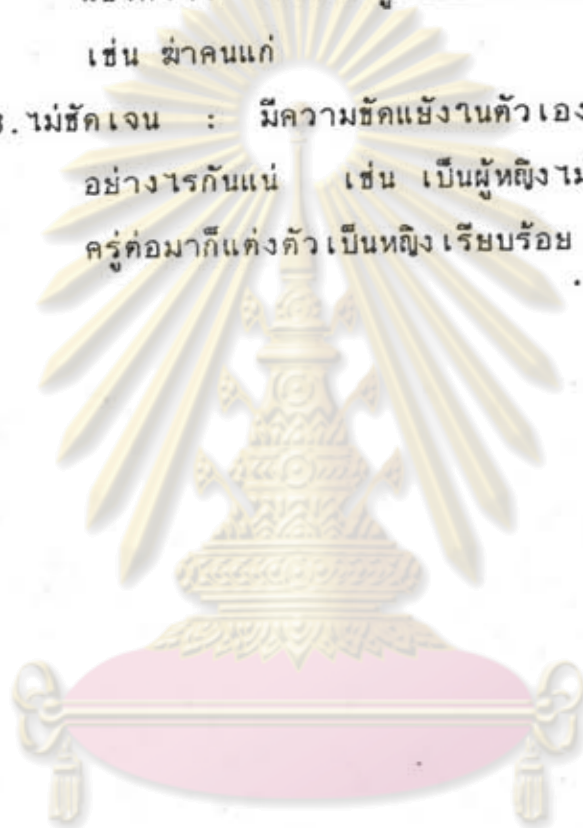 เช่น ฆ่าคนแก่
ช.ไม่ชัดเจน : มีความขัดแย้งในตัวเอง
อย่างไรกันแน่ เช่น เป็นผู้หญิงไม่
ครู่ต่อมาก็แต่งตัวเป็นหญิงเรียบร้อย